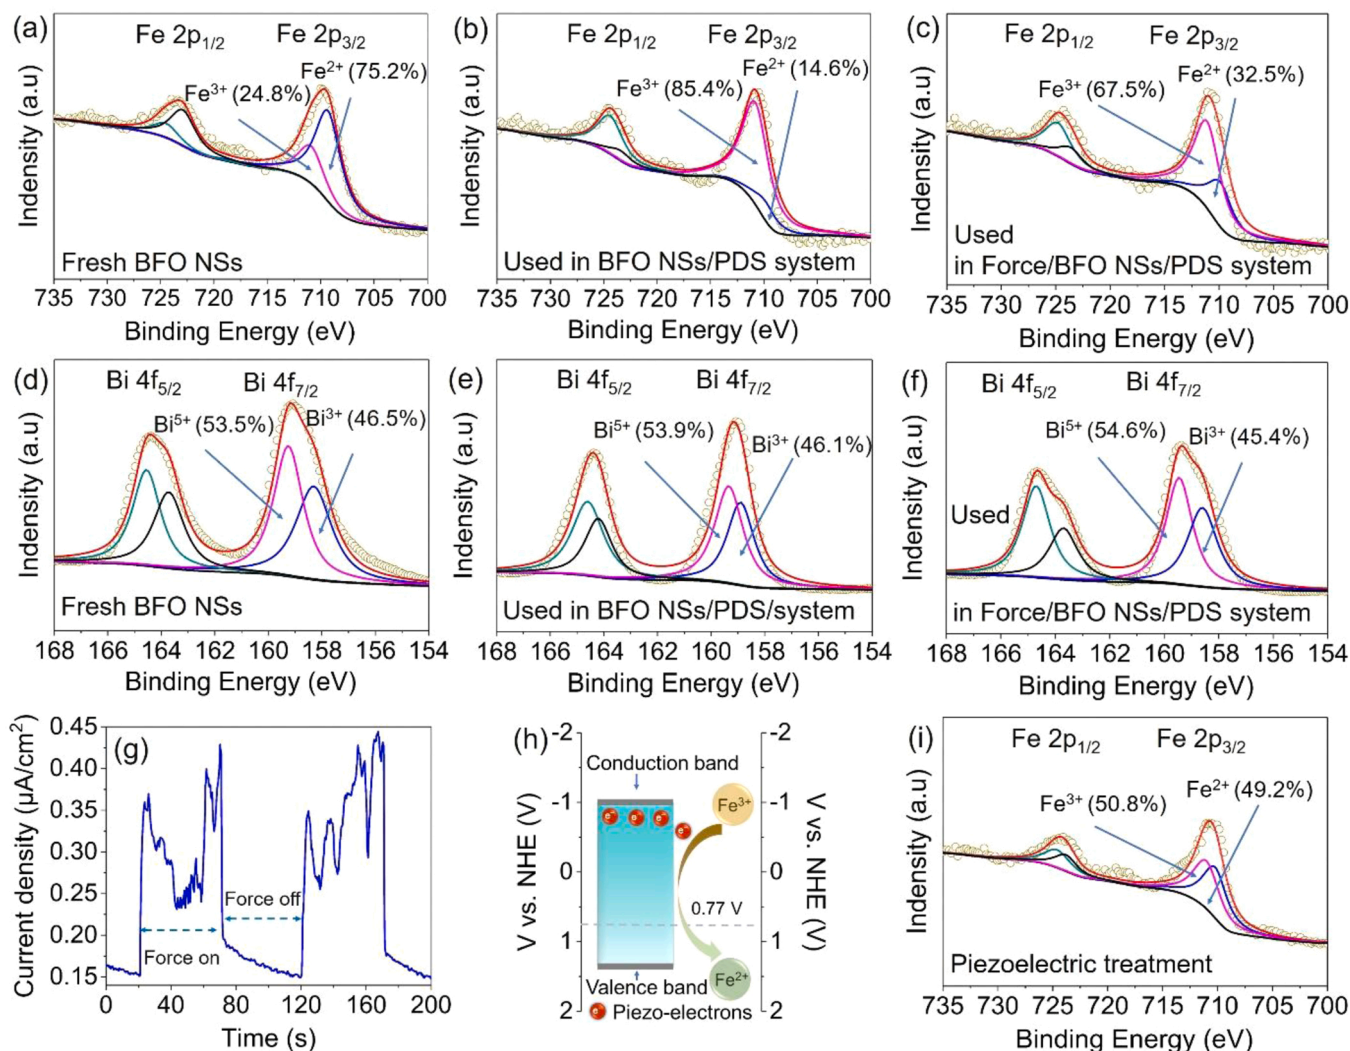 (a)
Fe 2p1/2
Fe 2p3/2
Fe2+ (75.2%)
Fe3+ (24.8%)
Indensity (a.u)
Fresh BFO NSs
735 730 725 720 715 710 705 700
Binding Energy (eV)
(b)
Fe 2p1/2
Fe 2p3/2
Fe2+ (14.6%)
Fe3+ (85.4%)
Indensity (a.u)
Used in BFO NSs/PDS system
735 730 725 720 715 710 705 700
Binding Energy (eV)
(c)
Fe 2p1/2
Fe 2p3/2
Fe2+ (32.5%)
Fe3+ (67.5%)
Indensity (a.u)
Used
in Force/BFO NSs/PDS system
735 730 725 720 715 710 705 700
Binding Energy (eV)
(d)
Bi 4f5/2
Bi 4f7/2
Bi5+ (53.5%)
Bi3+ (46.5%)
Indensity (a.u)
Fresh BFO NSs
168 166 164 162 160 158 156 154
Binding Energy (eV)
(e)
Bi 4f5/2
Bi 4f7/2
Bi5+ (53.9%)
Bi3+ (46.1%)
Indensity (a.u)
Used in BFO NSs/PDS/system
168 166 164 162 160 158 156 154
Binding Energy (eV)
(f)
Bi 4f5/2
Bi 4f7/2
Bi5+ (54.6%)
Bi3+ (45.4%)
Indensity (a.u)
Used
in Force/BFO NSs/PDS system
168 166 164 162 160 158 156 154
Binding Energy (eV)
(g)
Current density (µA/cm2)
0.45
0.40
0.35
0.30
0.25
0.20
0.15
Force off
Force on
0 40 80 120 160 200
Time (s)
(h)
V vs. NHE (V)
-2
-1
0
1
2
Conduction band
Fe3+
e-
e-
e-
e-
0.77 V
Fe2+
Valence band
e-
Piezo-electrons
-2
-1
0
1
2
V vs. NHE (V)
(i)
Fe 2p1/2
Fe 2p3/2
Fe2+ (49.2%)
Fe3+ (50.8%)
Indensity (a.u)
Piezoelectric treatment
735 730 725 720 715 710 705 700
Binding Energy (eV)